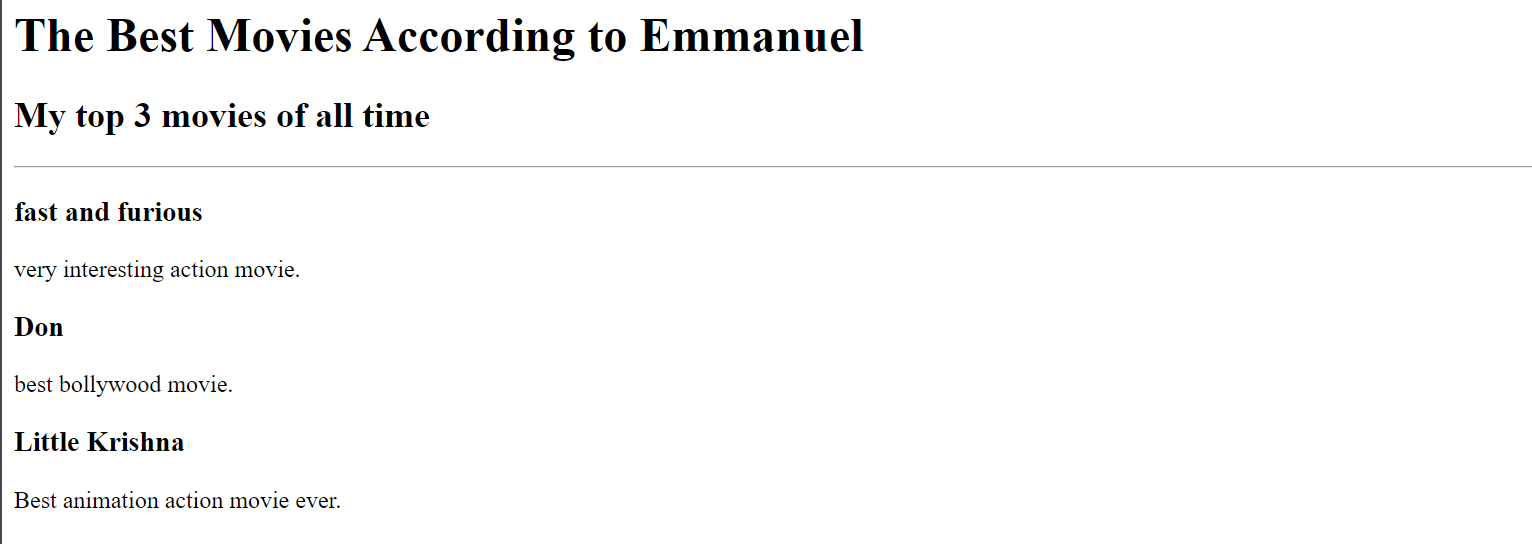 The Best Movies According to Emmanuel
My top 3 movies of all time
fast and furious
very interesting action movie.
Don
best bollywood movie.
Little Krishna
Best animation action movie ever.